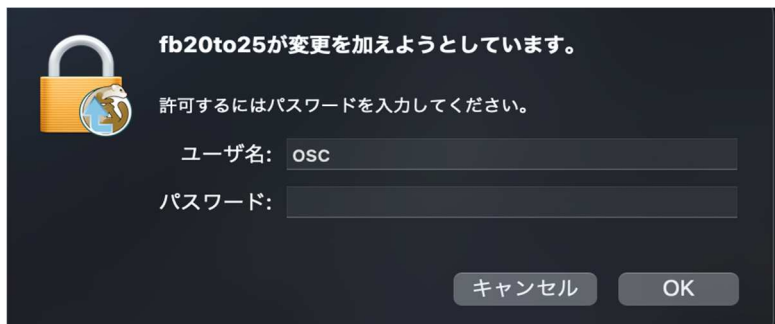 fb20to25が変更を加えようとしています。
許可するにはパスワードを入力してください。
ユーザ名: osc
パスワード:
キャンセル OK